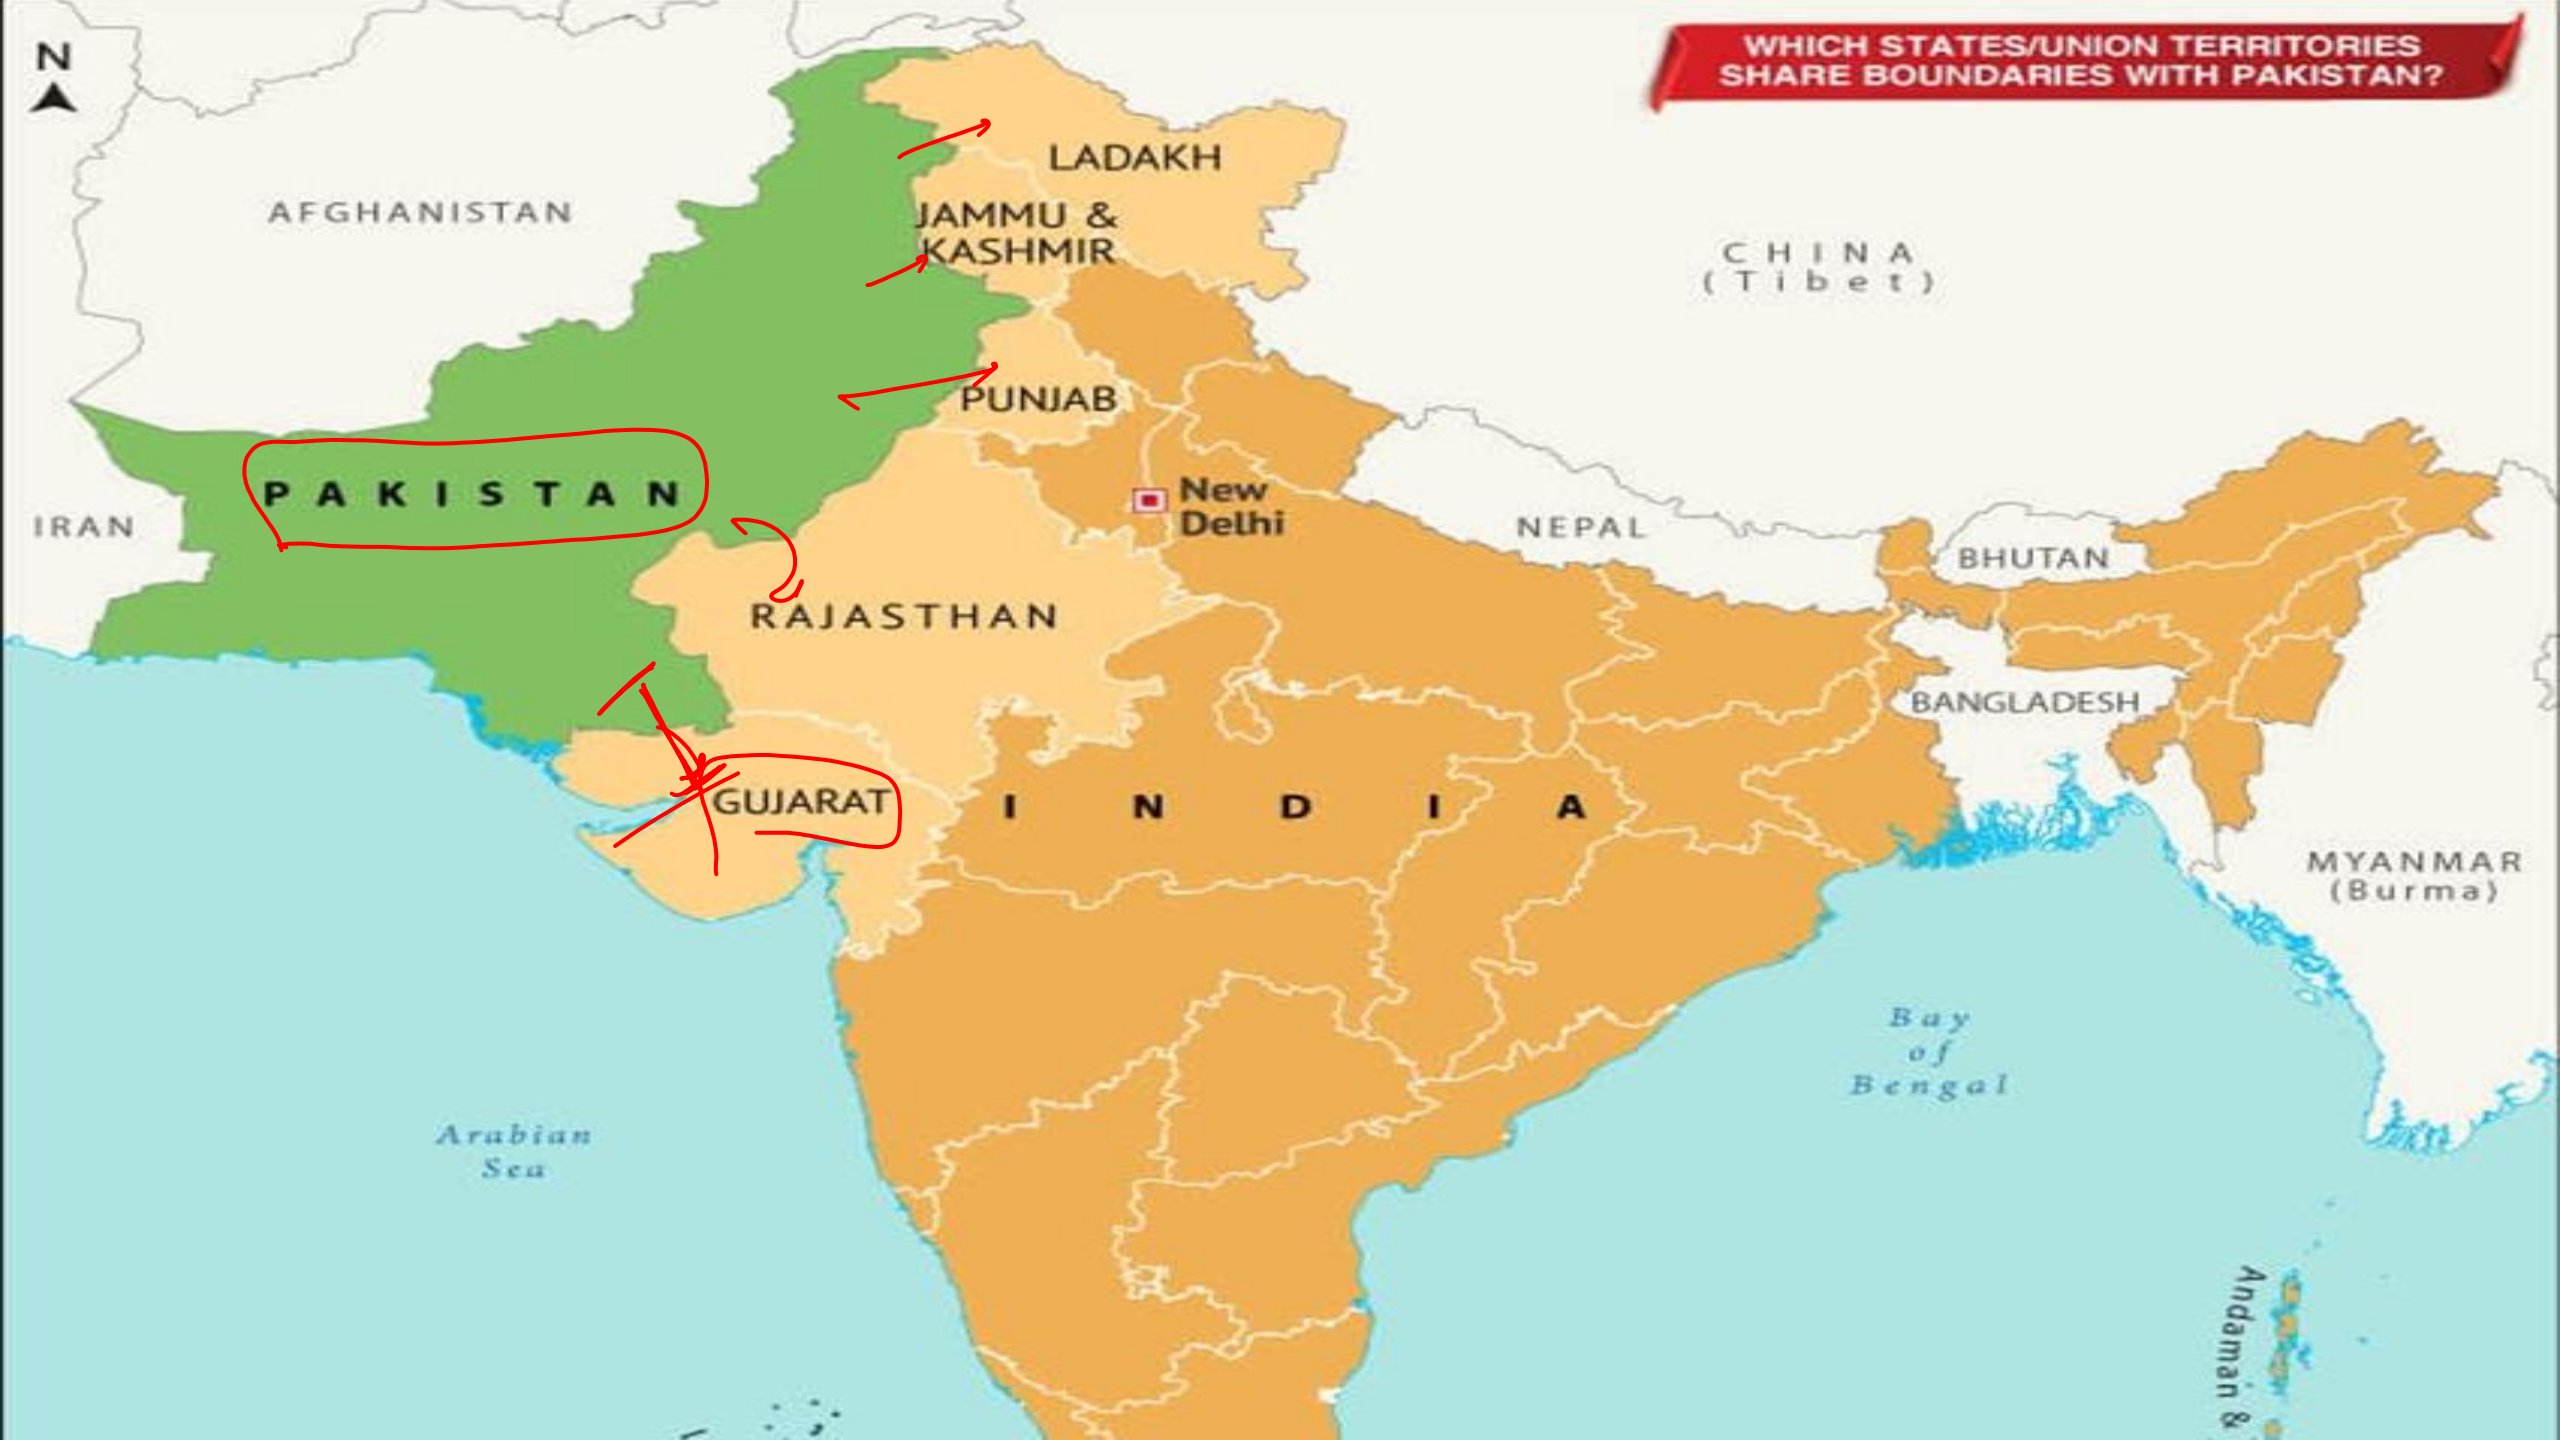 N
WHICH STATES/UNION TERRITORIES
SHARE BOUNDARIES WITH PAKISTAN?
LADAKH
AFGHANISTAN
JAMMU &
KASHMIR
CHINA
(Tibet)
PUNJAB
PAKISTAN
New
Delhi
IRAN
NEPAL
BHUTAN
RAJASTHAN
BANGLADESH
GUJARAT
INDIA
MYANMAR
(Burma)
Bay
of
Bengal
Arabian
Sea
Andaman &